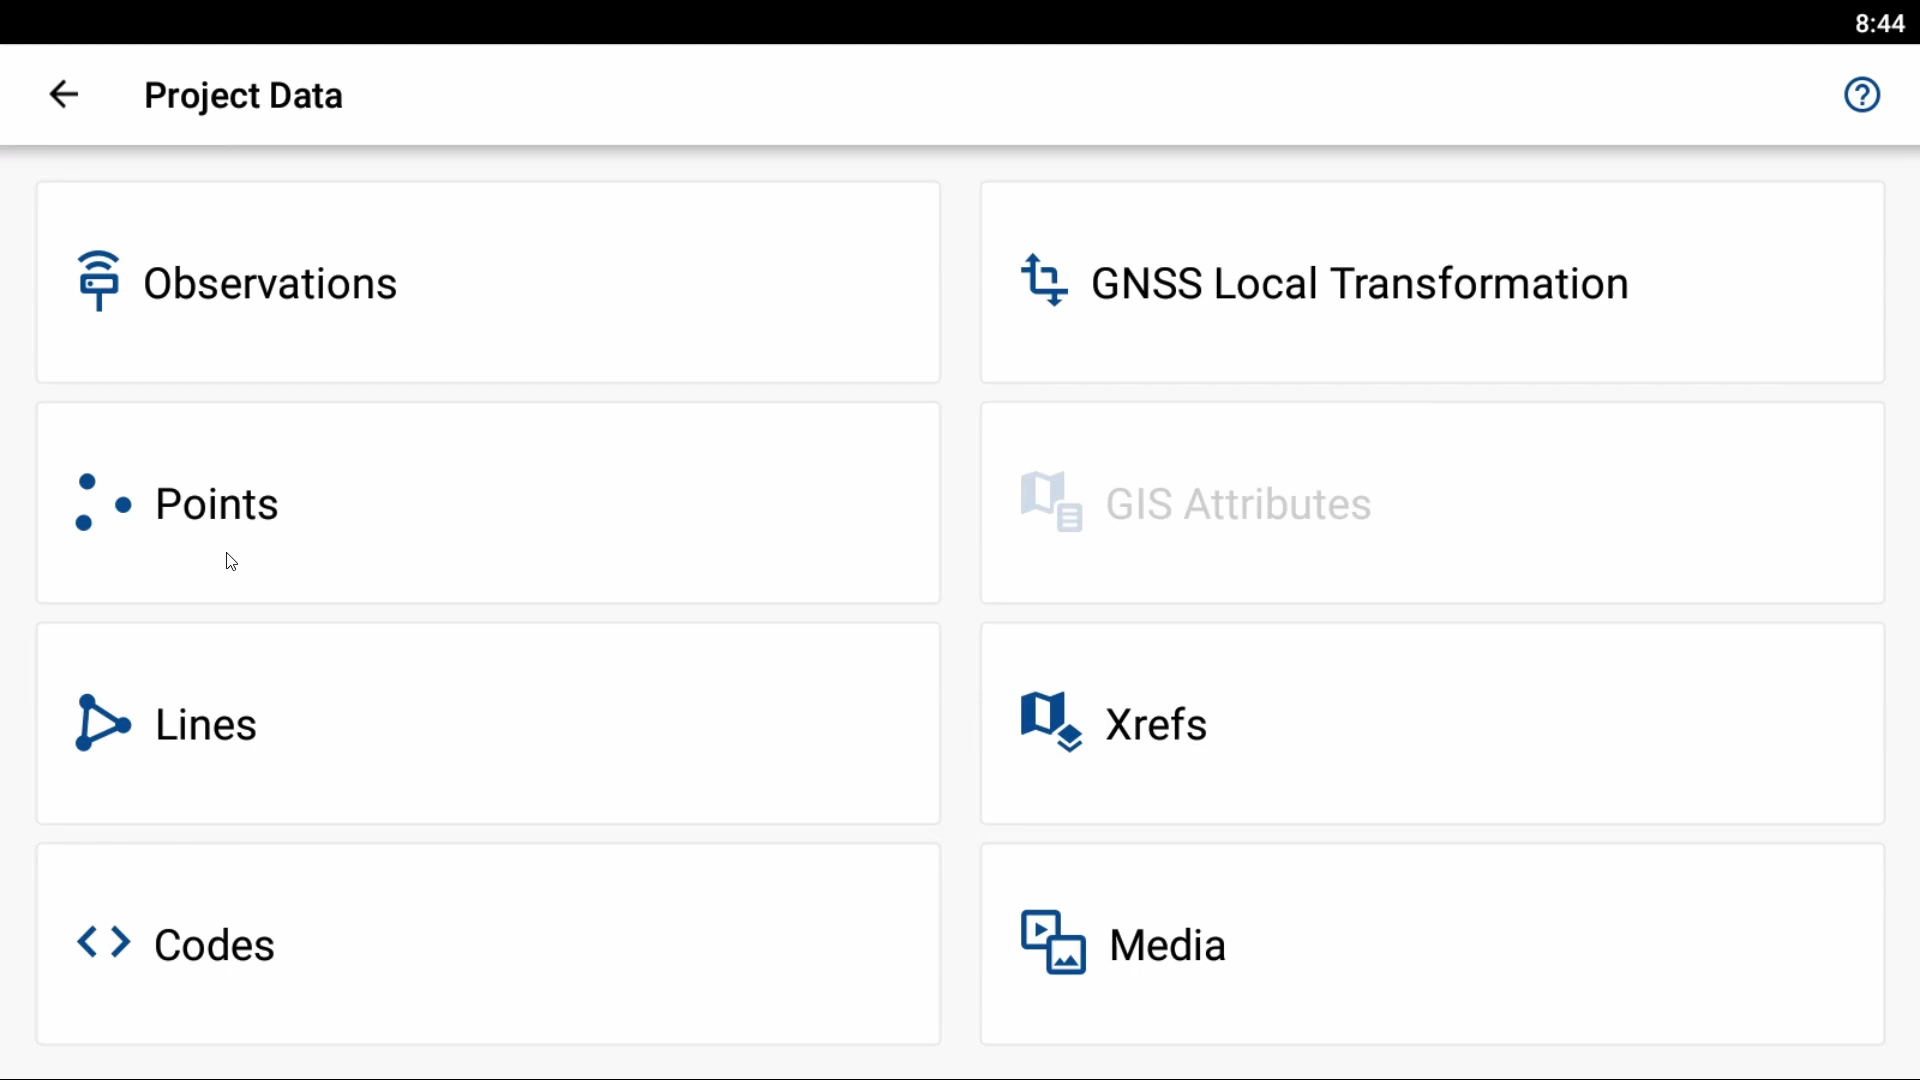 8:44
Project Data
Observations
GNSS Local Transformation
Points
GIS Attributes
Lines
Xrefs
Codes
Media